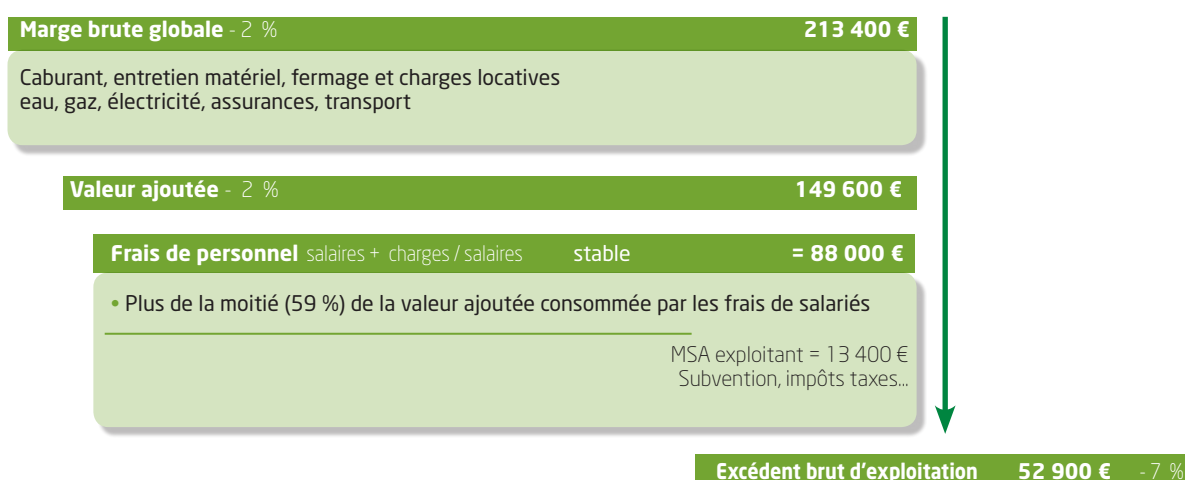 Marge brute globale - 2 % 213 400 €
Caburant, entretien matériel, fermage et charges locatives
eau, gaz, électricité, assurances, transport
Valeur ajoutée - 2 % 149 600 €
Frais de personnel salaires + charges / salaires stable = 88 000 €
• Plus de la moitié (59 %) de la valeur ajoutée consommée par les frais de salariés
MSA exploitant = 13 400 €
Subvention, impôts taxes...
Excédent brut d'exploitation 52 900 € - 7 %